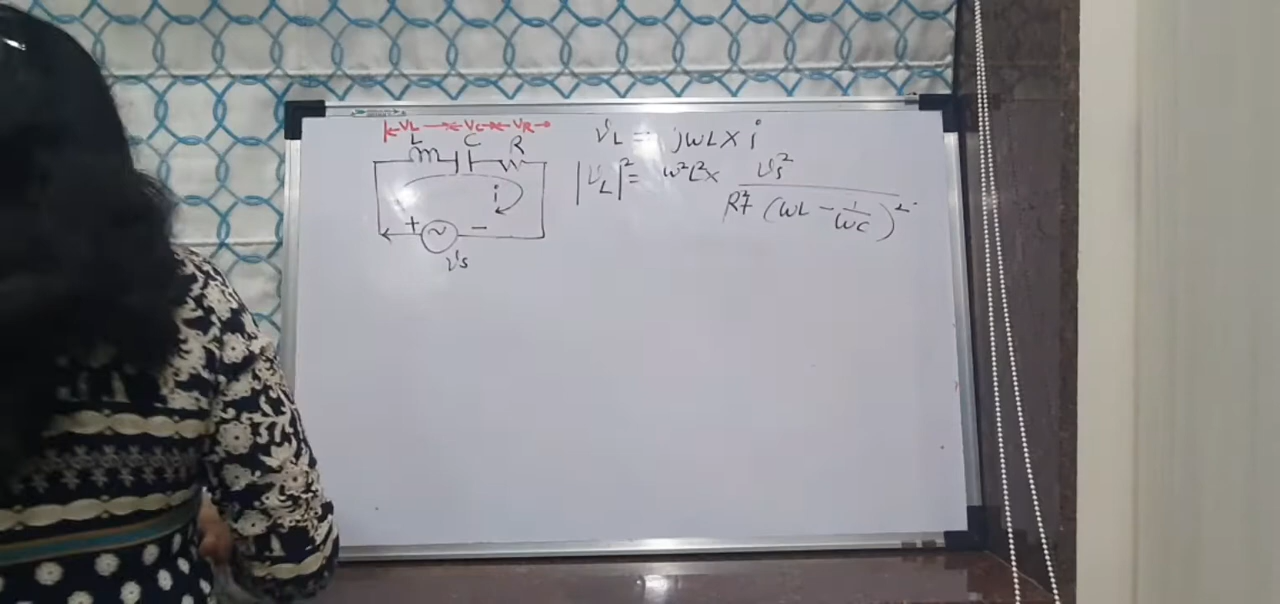 VL VC VR
L C R
i
+ −
vs
vL = jωL x i
|vL|² = ω²L² x vs² / R² + (ωL − 1/ωC)²